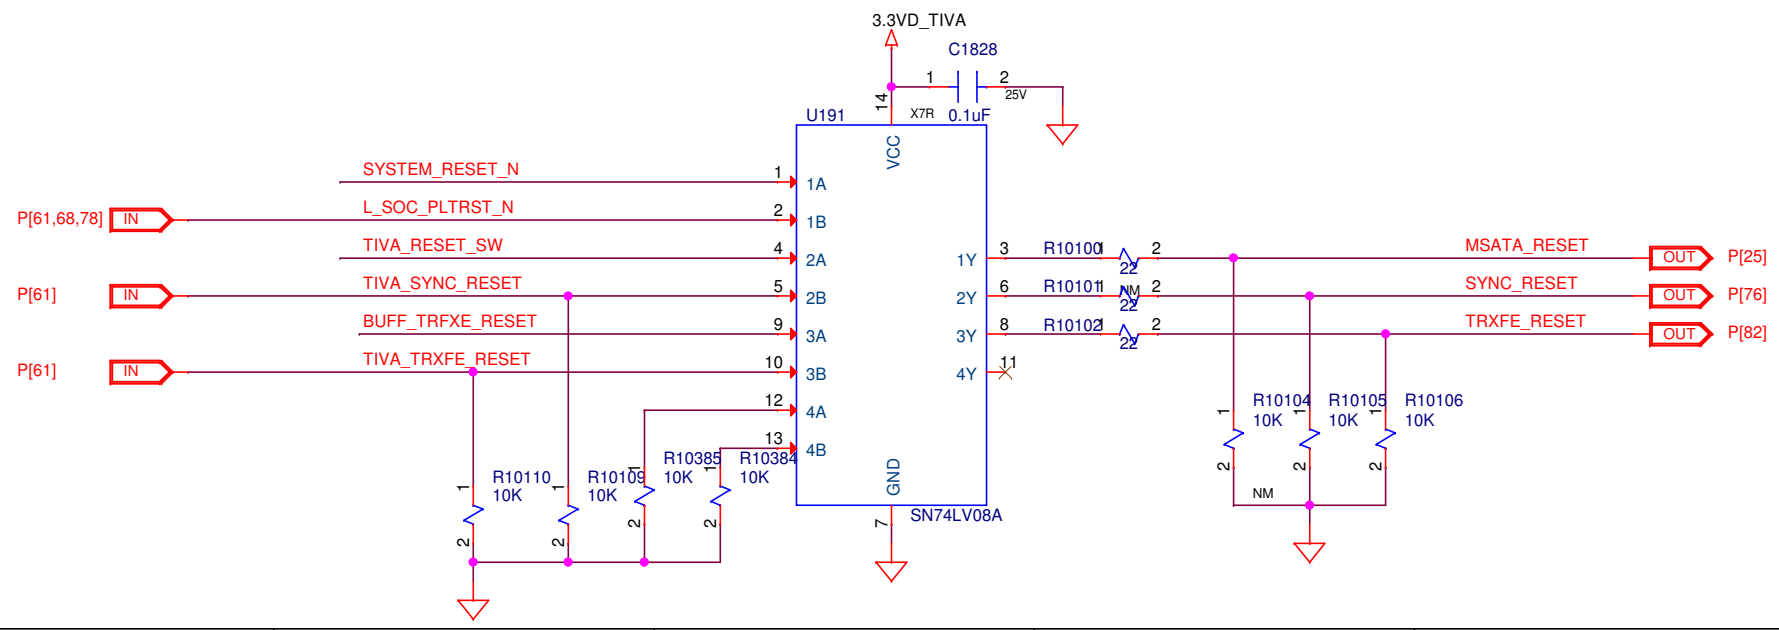 3.3VD_TIVA
C1828
1 2
25V
14
X7R 0.1uF
U191
VCC
SYSTEM_RESET_N 1 1A
P[61,68,78] IN L_SOC_PLTRST_N 2 1B
TIVA_RESET_SW 4 2A
1Y 3 R10100 1 2 MSATA_RESET OUT P[25]
22
P[61] IN TIVA_SYNC_RESET 5 2B
2Y 6 R10101 1 NM 2 SYNC_RESET OUT P[76]
22
BUFF_TRFXE_RESET 9 3A
3Y 8 R10102 1 2 TRXFE_RESET OUT P[82]
22
P[61] IN TIVA_TRXFE_RESET 10 3B
4Y 11
12 4A
13 4B
R10104 R10105 R10106
1 10K 1 10K 1 10K
2 2 2
NM
R10385 R10384
1 10K 1 10K
R10110 R10109
1 10K 1 10K
2 2 2 2
GND
7
SN74LV08A